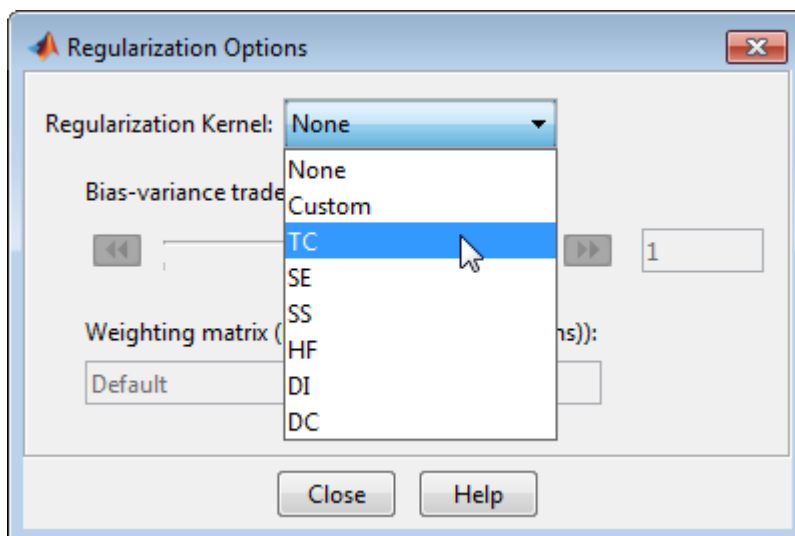 Regularization Options
Regularization Kernel: None
None
Bias-variance trade
Custom
TC
1
SE
SS
Weighting matrix ( ns)):
HF
Default
DI
DC
Close Help